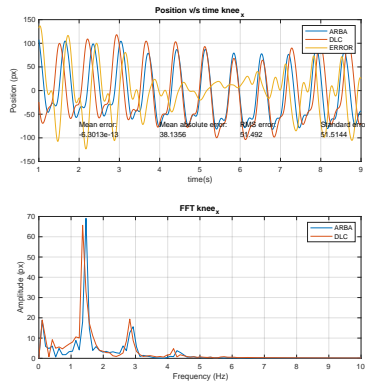 Position v/s time knee_x
150
100
50
0
-50
-100
-150
Position (px)
ARBA
DLC
ERROR
Mean error:
-6.3013e-13
Mean absolute error:
38.1356
RMS error:
51.492
Standard erro
51.5144
1 2 3 4 5 6 7 8 9
time(s)
FFT knee_x
70
60
50
40
30
20
10
0
Amplitude (px)
ARBA
DLC
0 1 2 3 4 5 6 7 8 9 10
Frequency (Hz)